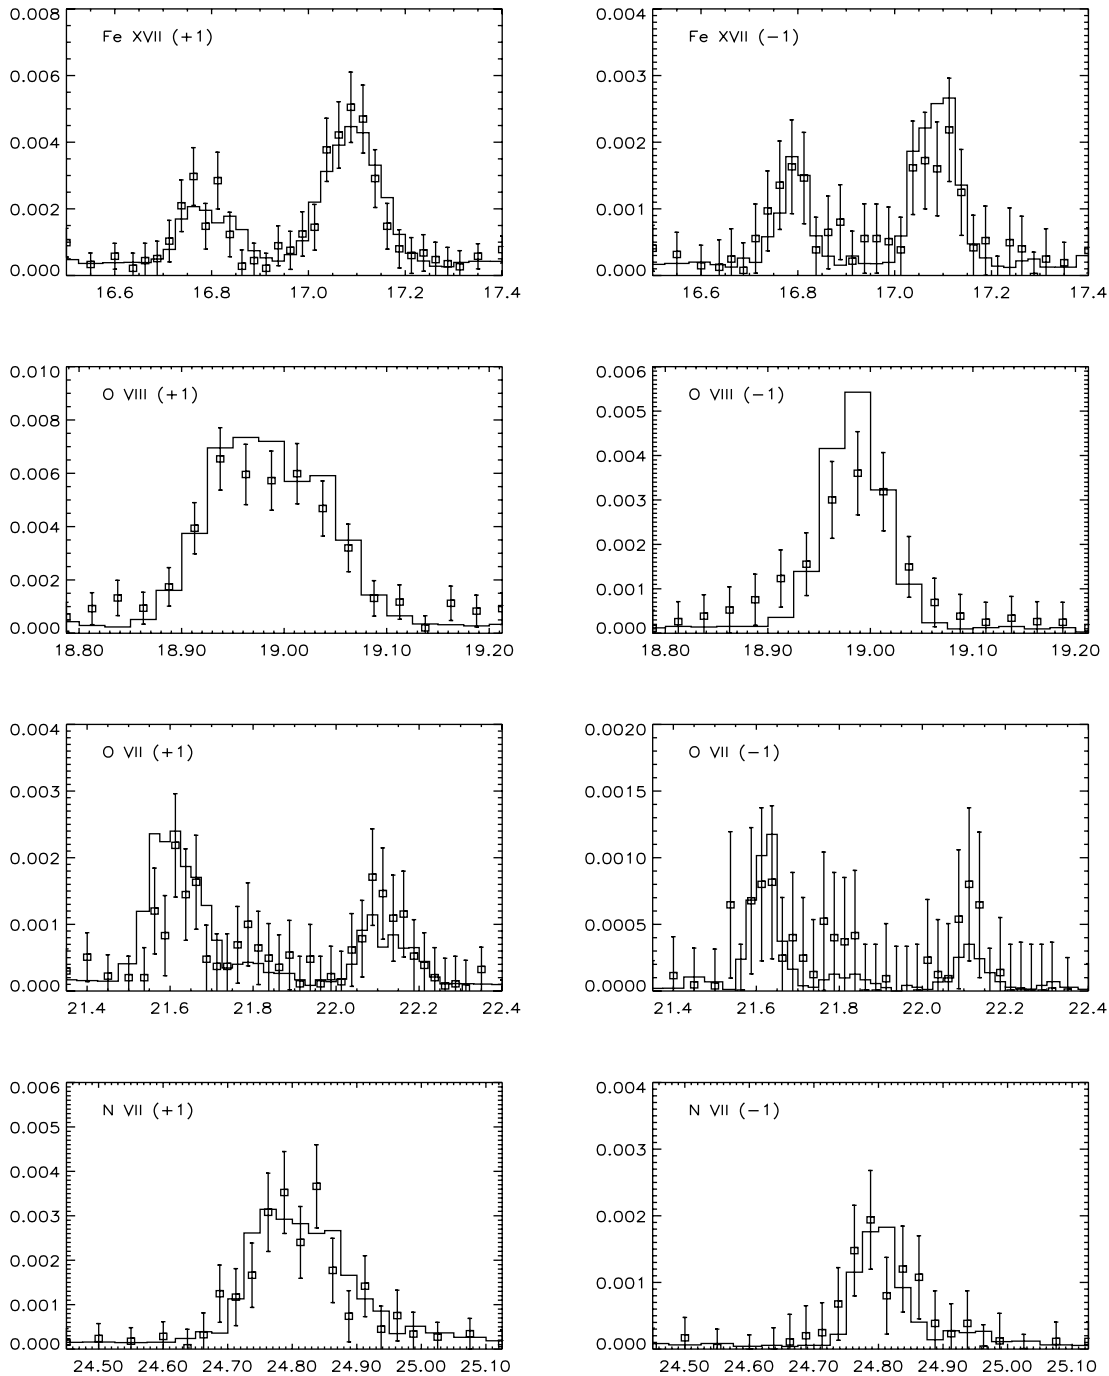 0.008
0.006
0.004
0.002
0.000
Fe XVII (+1)
16.6 16.8 17.0 17.2 17.4
0.004
0.003
0.002
0.001
0.000
Fe XVII (−1)
16.6 16.8 17.0 17.2 17.4
0.010
0.008
0.006
0.004
0.002
0.000
O VIII (+1)
18.80 18.90 19.00 19.10 19.20
0.006
0.005
0.004
0.003
0.002
0.001
0.000
O VIII (−1)
18.80 18.90 19.00 19.10 19.20
0.004
0.003
0.002
0.001
0.000
O VII (+1)
21.4 21.6 21.8 22.0 22.2 22.4
0.0020
0.0015
0.0010
0.0005
0.0000
O VII (−1)
21.4 21.6 21.8 22.0 22.2 22.4
0.006
0.005
0.004
0.003
0.002
0.001
0.000
N VII (+1)
24.50 24.60 24.70 24.80 24.90 25.00 25.10
0.004
0.003
0.002
0.001
0.000
N VII (−1)
24.50 24.60 24.70 24.80 24.90 25.00 25.10